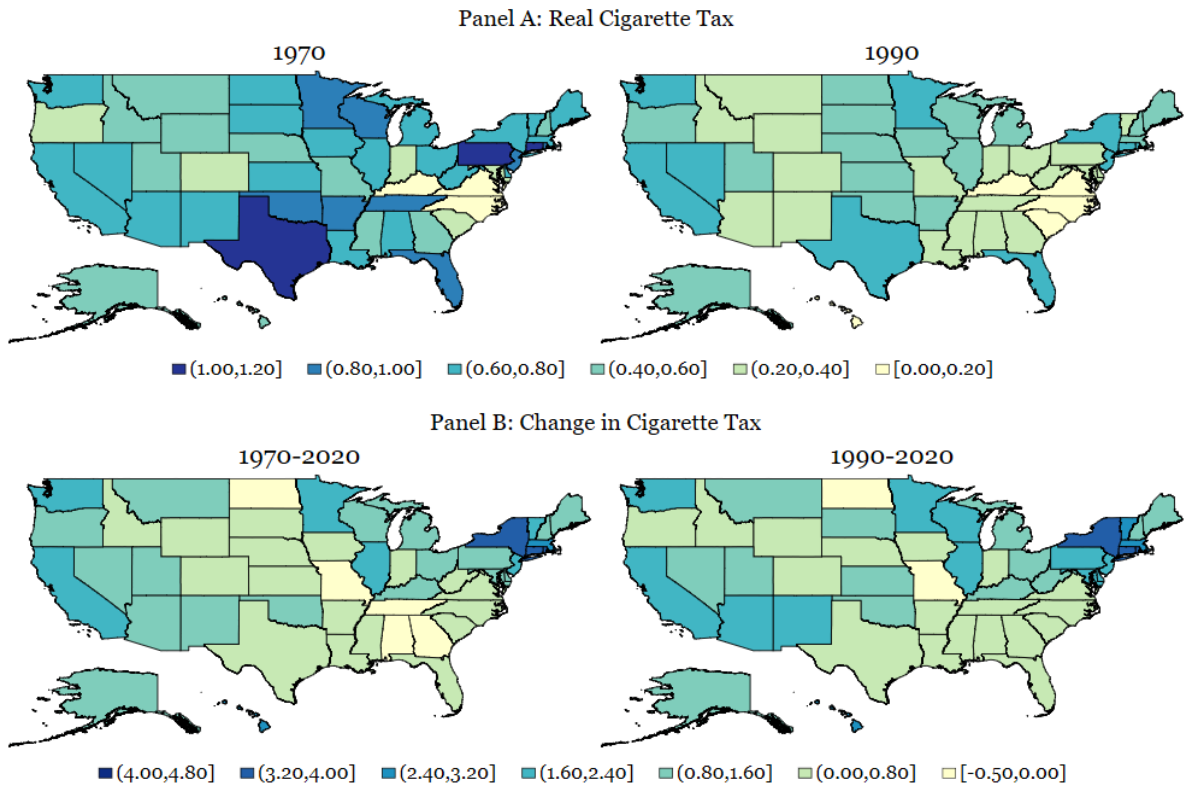 Panel A: Real Cigarette Tax
1970 1990
(1.00,1.20] (0.80,1.00] (0.60,0.80] (0.40,0.60] (0.20,0.40] [0.00,0.20]
Panel B: Change in Cigarette Tax
1970-2020 1990-2020
(4.00,4.80] (3.20,4.00] (2.40,3.20] (1.60,2.40] (0.80,1.60] (0.00,0.80] [-0.50,0.00]